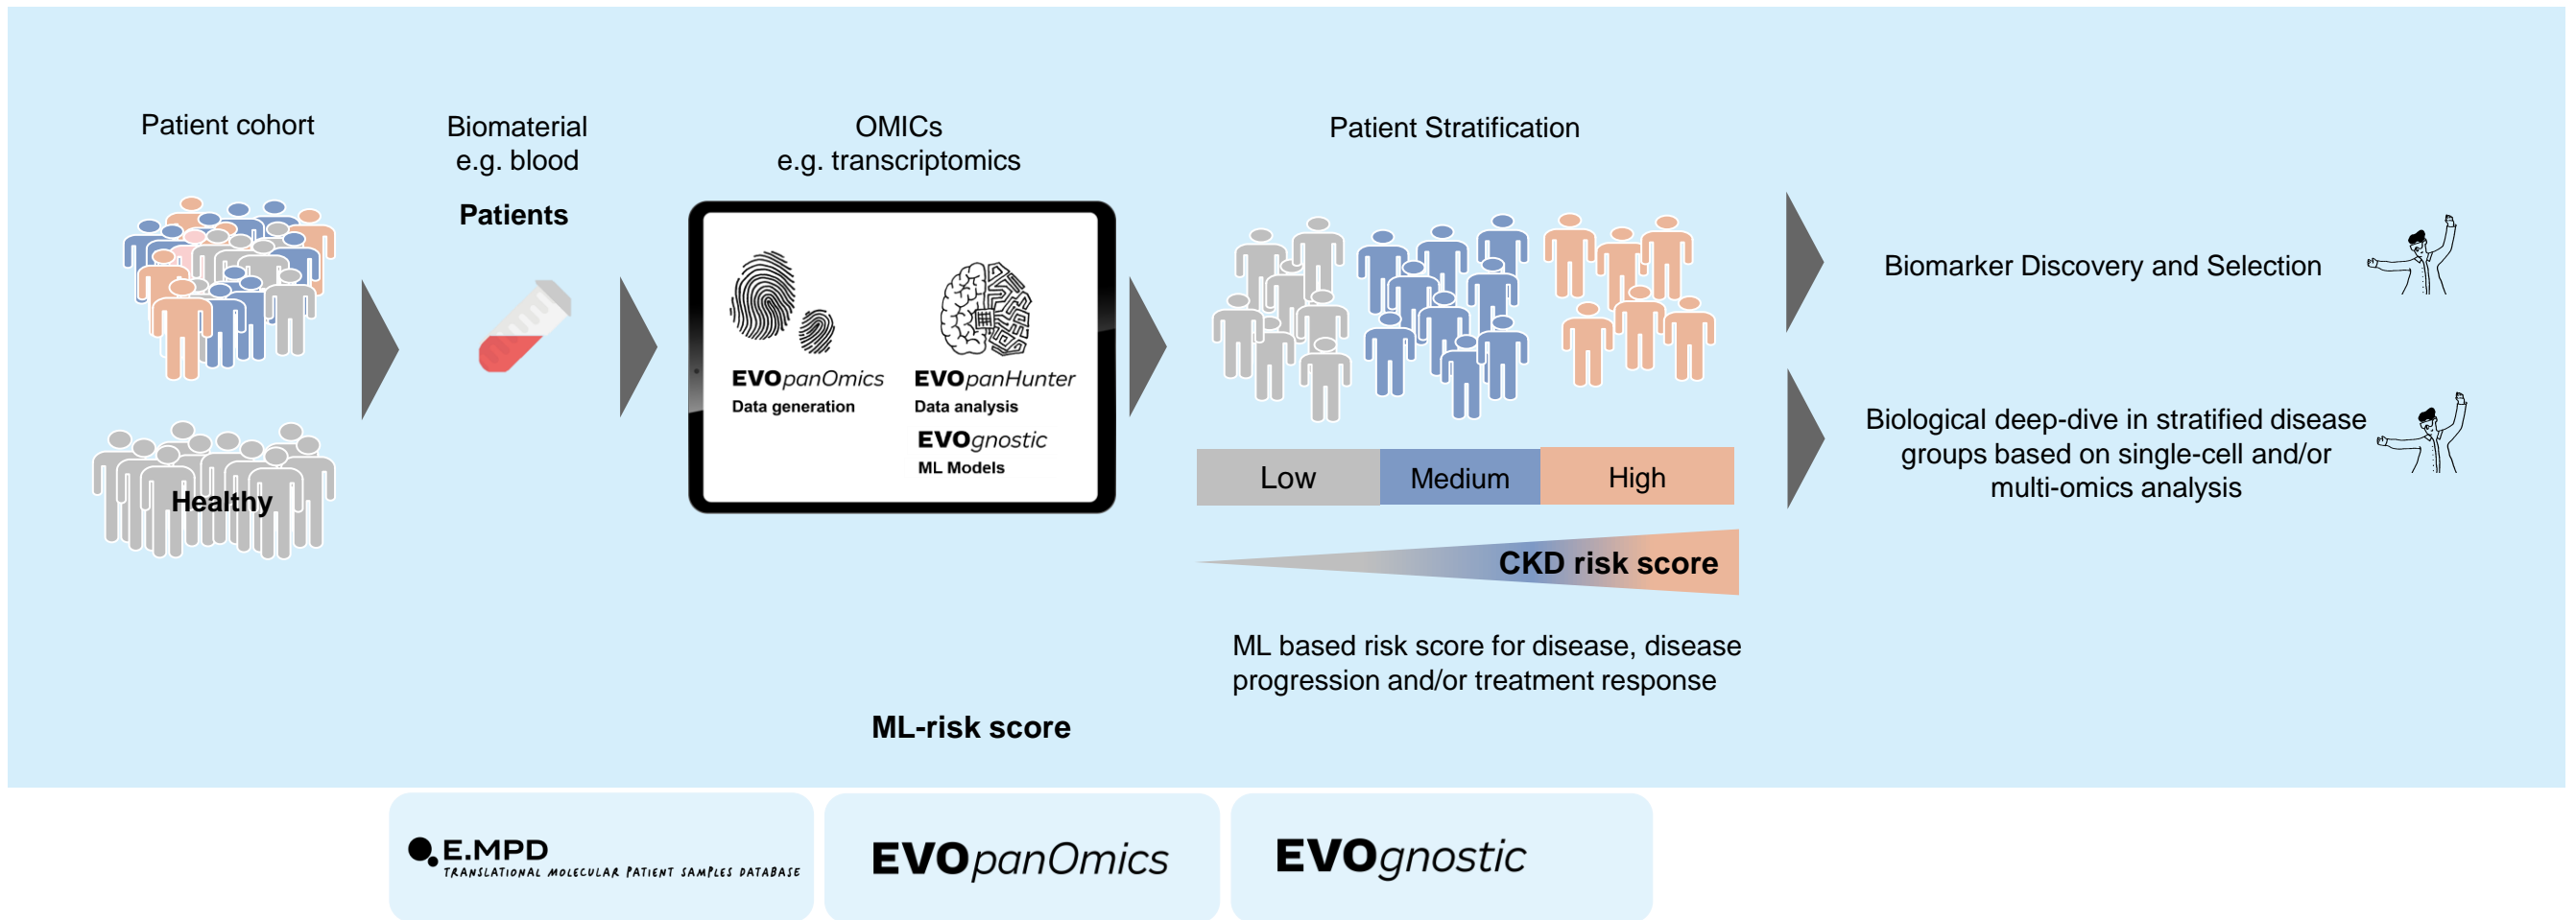 Patient cohort
Biomaterial
e.g. blood
Patients
OMICs
e.g. transcriptomics
Patient Stratification
Healthy
EVOpanOmics
Data generation
EVOpanHunter
Data analysis
EVOgnostic
ML Models
Low
Medium
High
CKD risk score
ML based risk score for disease, disease
progression and/or treatment response
Biomarker Discovery and Selection
Biological deep-dive in stratified disease
groups based on single-cell and/or
multi-omics analysis
ML-risk score
E.MPD
TRANSLATIONAL MOLECULAR PATIENT SAMPLES DATABASE
EVOpanOmics
EVOgnostic